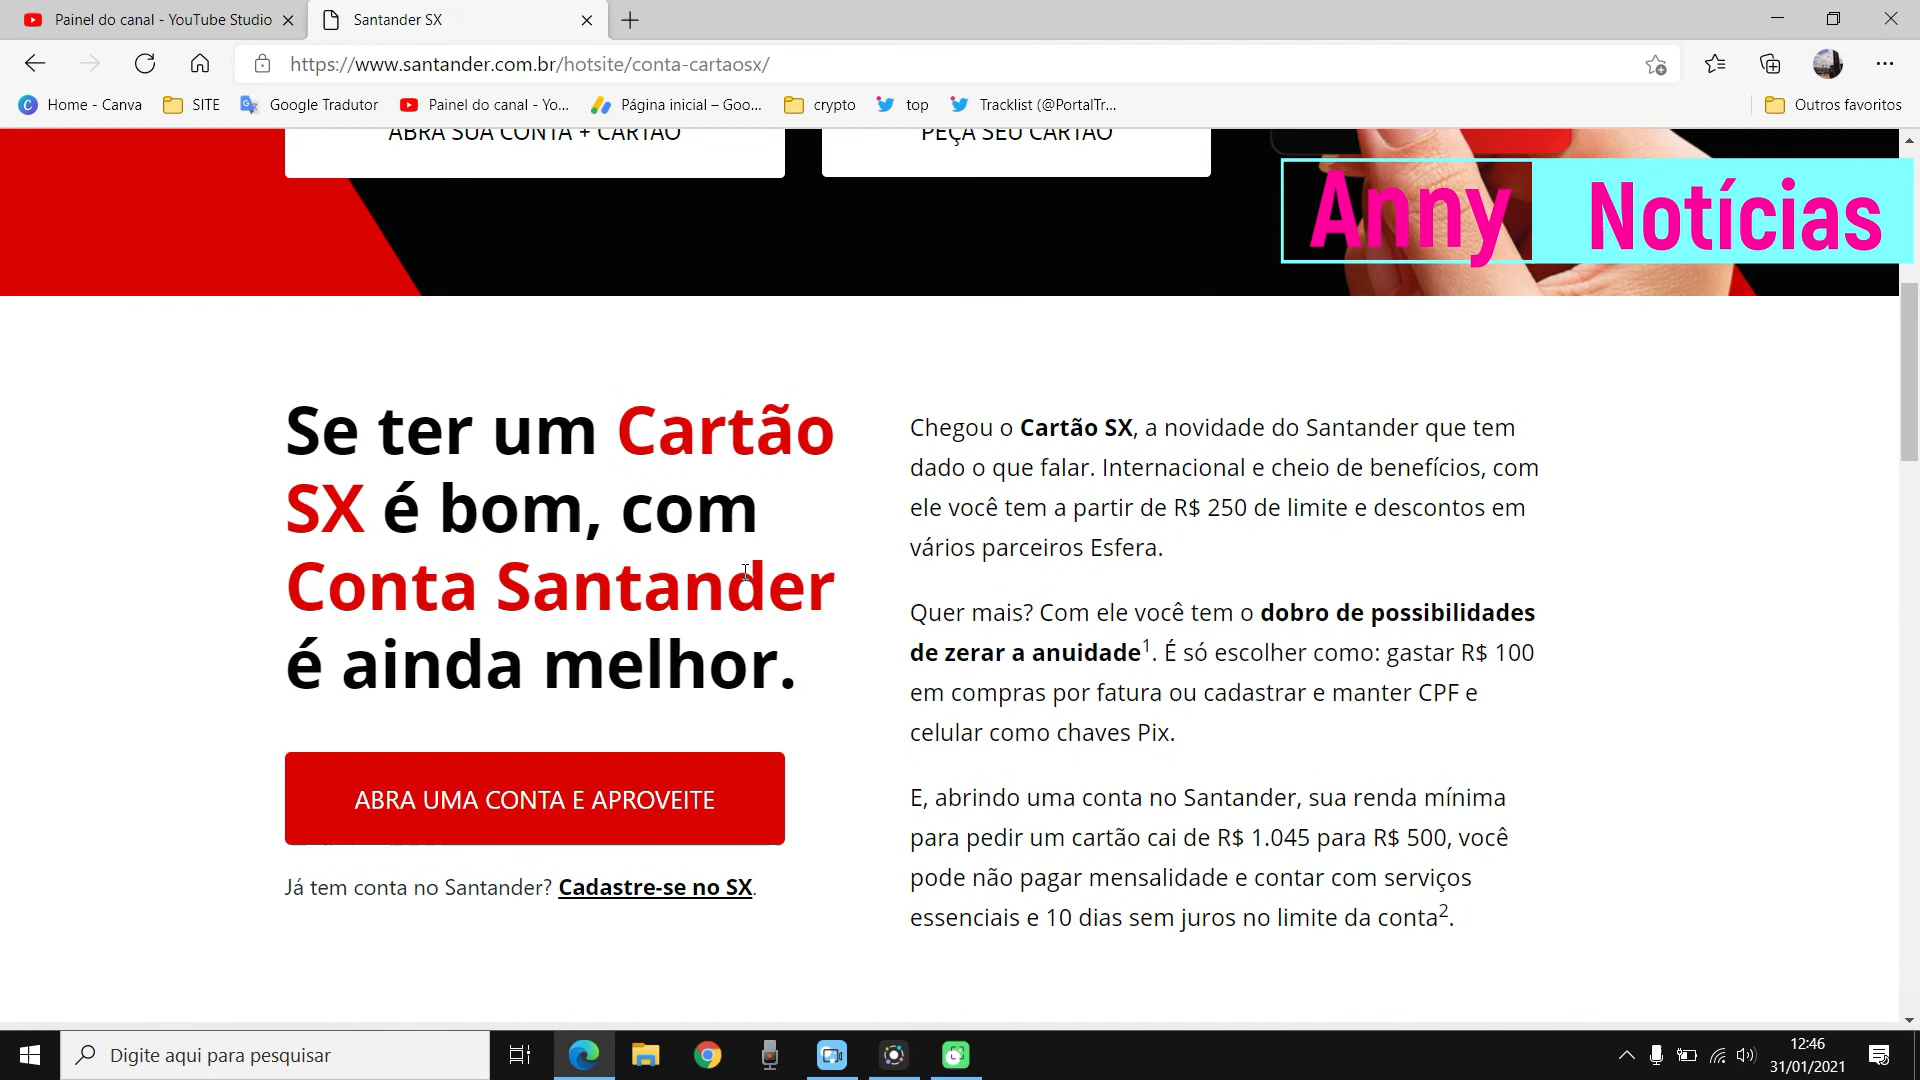 Painel do canal - YouTube Studio
Santander SX
https://www.santander.com.br/hotsite/conta-cartaosx/
Home - Canva
SITE
Google Tradutor
Painel do canal - Yo...
Página inicial – Goo...
crypto
top
Tracklist (@PortalTr...
Outros favoritos
ABRA SUA CONTA + CARTÃO
PEÇA SEU CARTÃO
Anny Notícias
Se ter um Cartão
SX é bom, com
Conta Santander
é ainda melhor.
ABRA UMA CONTA E APROVEITE
Já tem conta no Santander? Cadastre-se no SX.
Chegou o Cartão SX, a novidade do Santander que tem
dado o que falar. Internacional e cheio de benefícios, com
ele você tem a partir de R$ 250 de limite e descontos em
vários parceiros Esfera.
Quer mais? Com ele você tem o dobro de possibilidades
de zerar a anuidade1. É só escolher como: gastar R$ 100
em compras por fatura ou cadastrar e manter CPF e
celular como chaves Pix.
E, abrindo uma conta no Santander, sua renda mínima
para pedir um cartão cai de R$ 1.045 para R$ 500, você
pode não pagar mensalidade e contar com serviços
essenciais e 10 dias sem juros no limite da conta2.
Digite aqui para pesquisar
12:46
31/01/2021